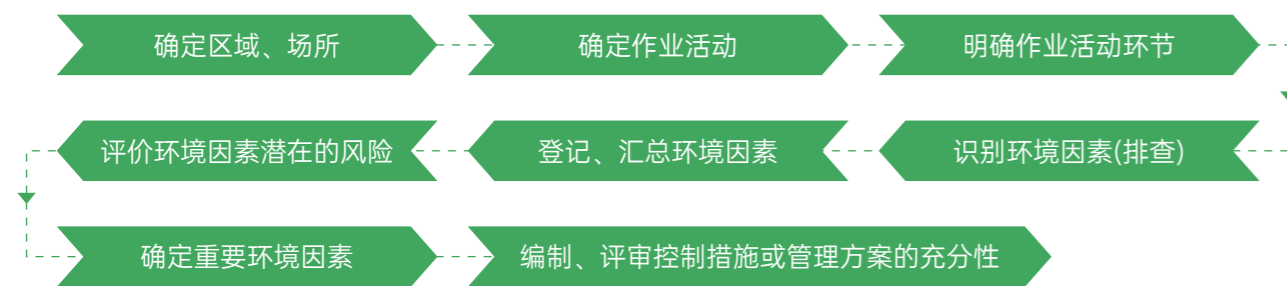 确定区域、场所
确定作业活动
明确作业活动环节
识别环境因素(排查)
登记、汇总环境因素
评价环境因素潜在的风险
确定重要环境因素
编制、评审控制措施或管理方案的充分性